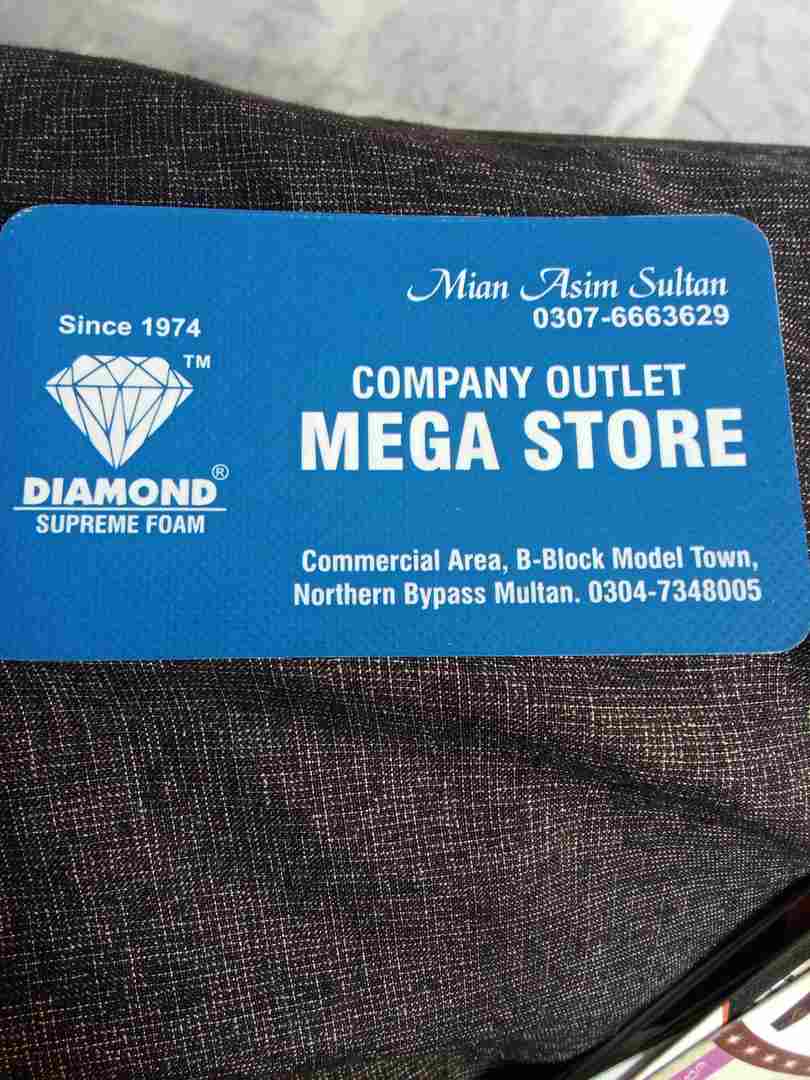 Since 1974
TM
DIAMOND®
SUPREME FOAM
Mian Asim Sultan
0307-6663629
COMPANY OUTLET
MEGA STORE
Commercial Area, B-Block Model Town,
Northern Bypass Multan. 0304-7348005